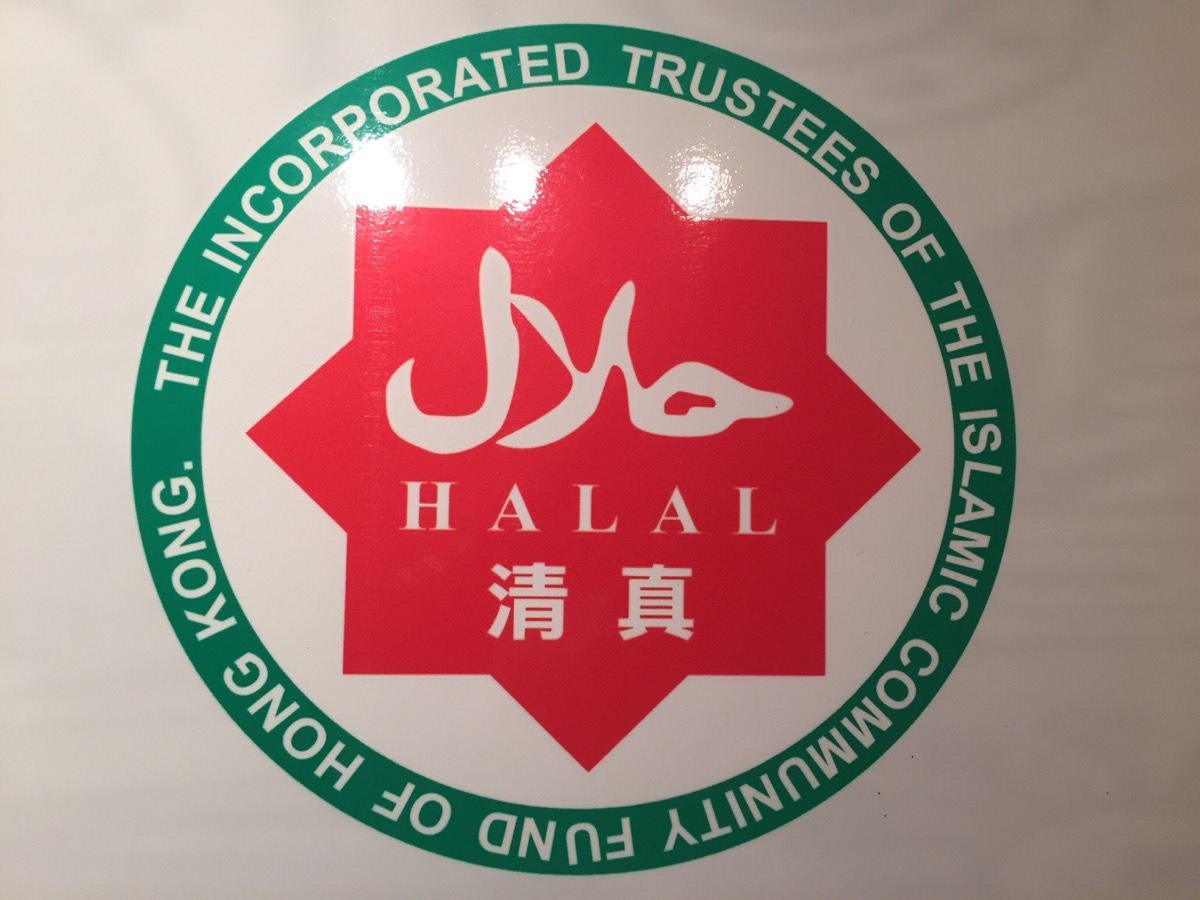 THE INCORPORATED TRUSTEES OF THE ISLAMIC COMMUNITY FUND OF HONG KONG.
حلال
HALAL
清真